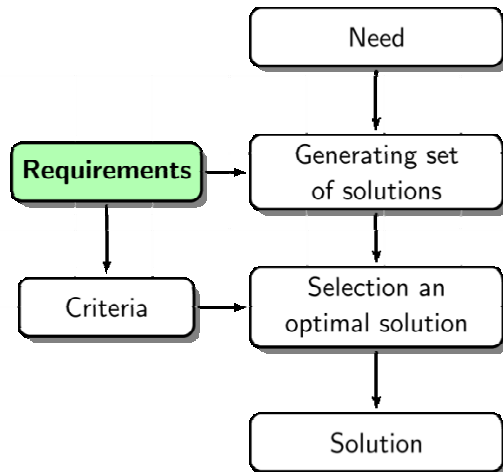 Need
Requirements
Generating set
of solutions
Criteria
Selection an
optimal solution
Solution